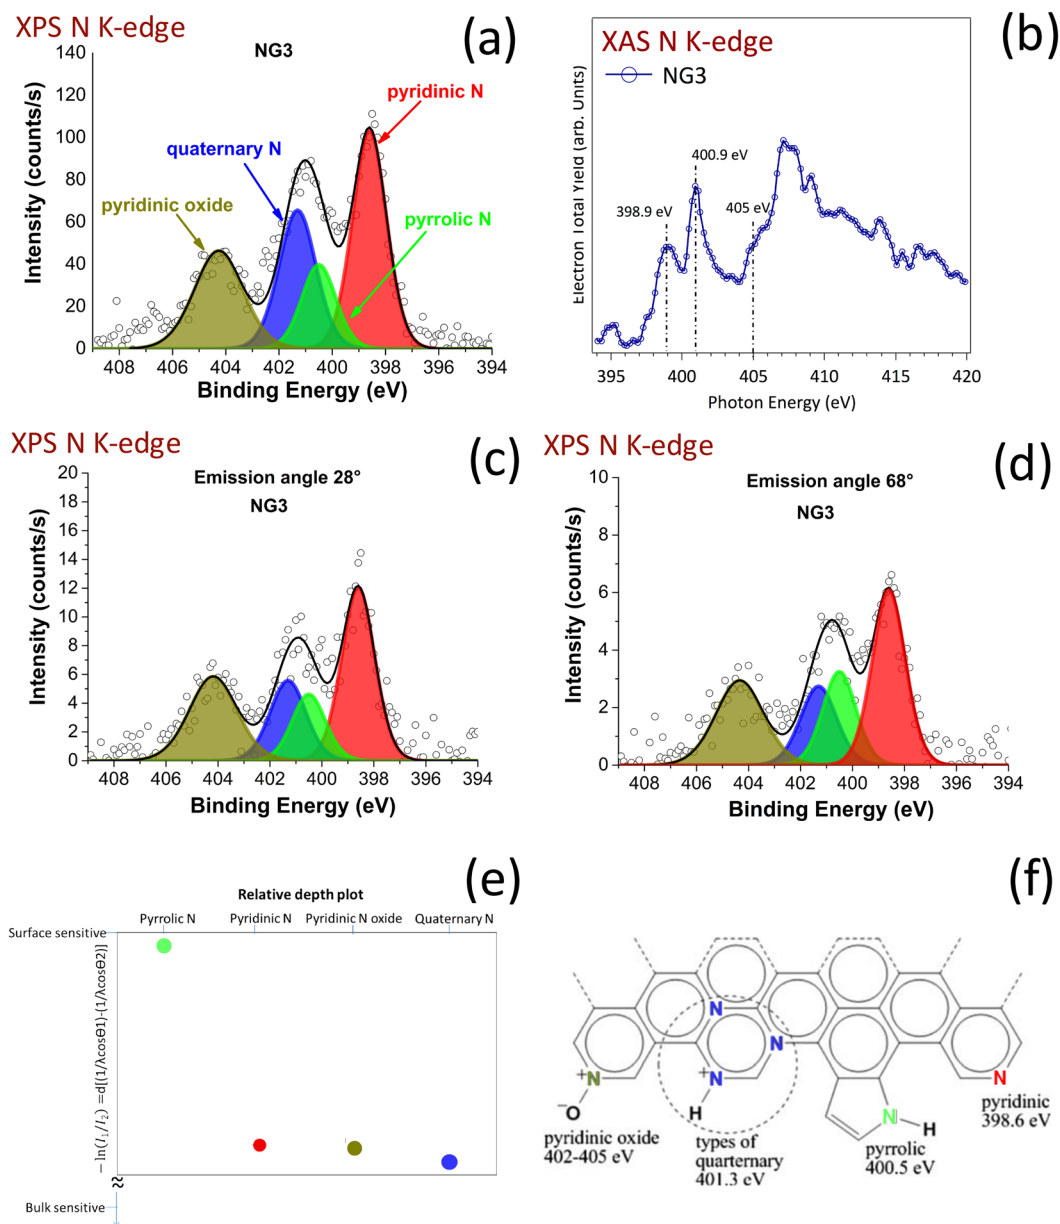 XPS N K-edge
(a)
NG3
pyridinic N
quaternary N
pyridinic oxide
pyrrolic N
Intensity (counts/s)
140
120
100
80
60
40
20
0
408 406 404 402 400 398 396 394
Binding Energy (eV)
(b)
XAS N K-edge
NG3
Electron Total Yield (arb. Units)
400.9 eV
398.9 eV
405 eV
395 400 405 410 415 420
Photon Energy (eV)
XPS N K-edge
(c)
Emission angle 28°
NG3
Intensity (counts/s)
20
18
16
14
12
10
8
6
4
2
0
408 406 404 402 400 398 396 394
Binding Energy (eV)
XPS N K-edge
(d)
Emission angle 68°
NG3
Intensity (counts/s)
10
8
6
4
2
0
408 406 404 402 400 398 396 394
Binding Energy (eV)
(e)
Relative depth plot
Pyrrolic N Pyridinic N Pyridinic N oxide Quaternary N
Surface sensitive
− ln(I₁/I₂) =d[(1/λcosΘ1)-(1/λcosΘ2)]
≈
Bulk sensitive
(f)
N
N
N
+
N
+
N
N
−O
H
N
H
pyridinic oxide
402-405 eV
types of
quarternary
401.3 eV
pyrrolic
400.5 eV
pyridinic
398.6 eV